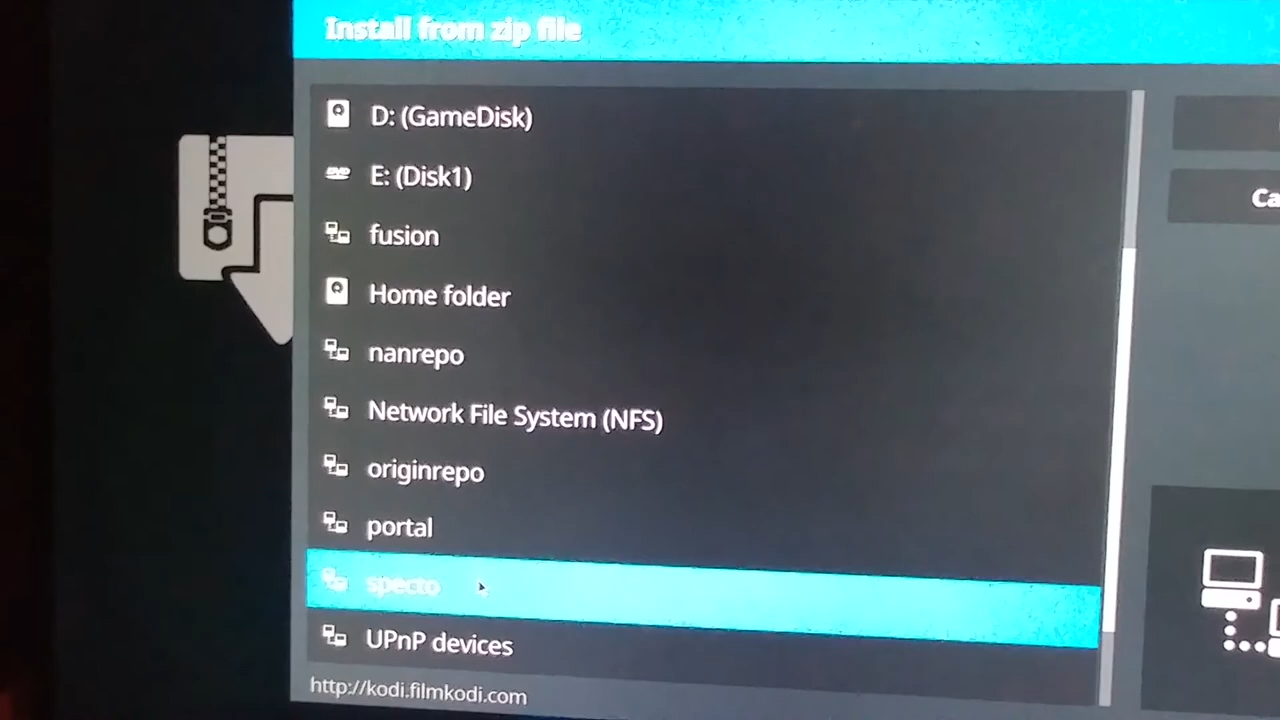 Install from zip file
D: (GameDisk)
E: (Disk1)
fusion
Home folder
nanrepo
Network File System (NFS)
originrepo
portal
specto
UPnP devices
http://kodi.filmkodi.com